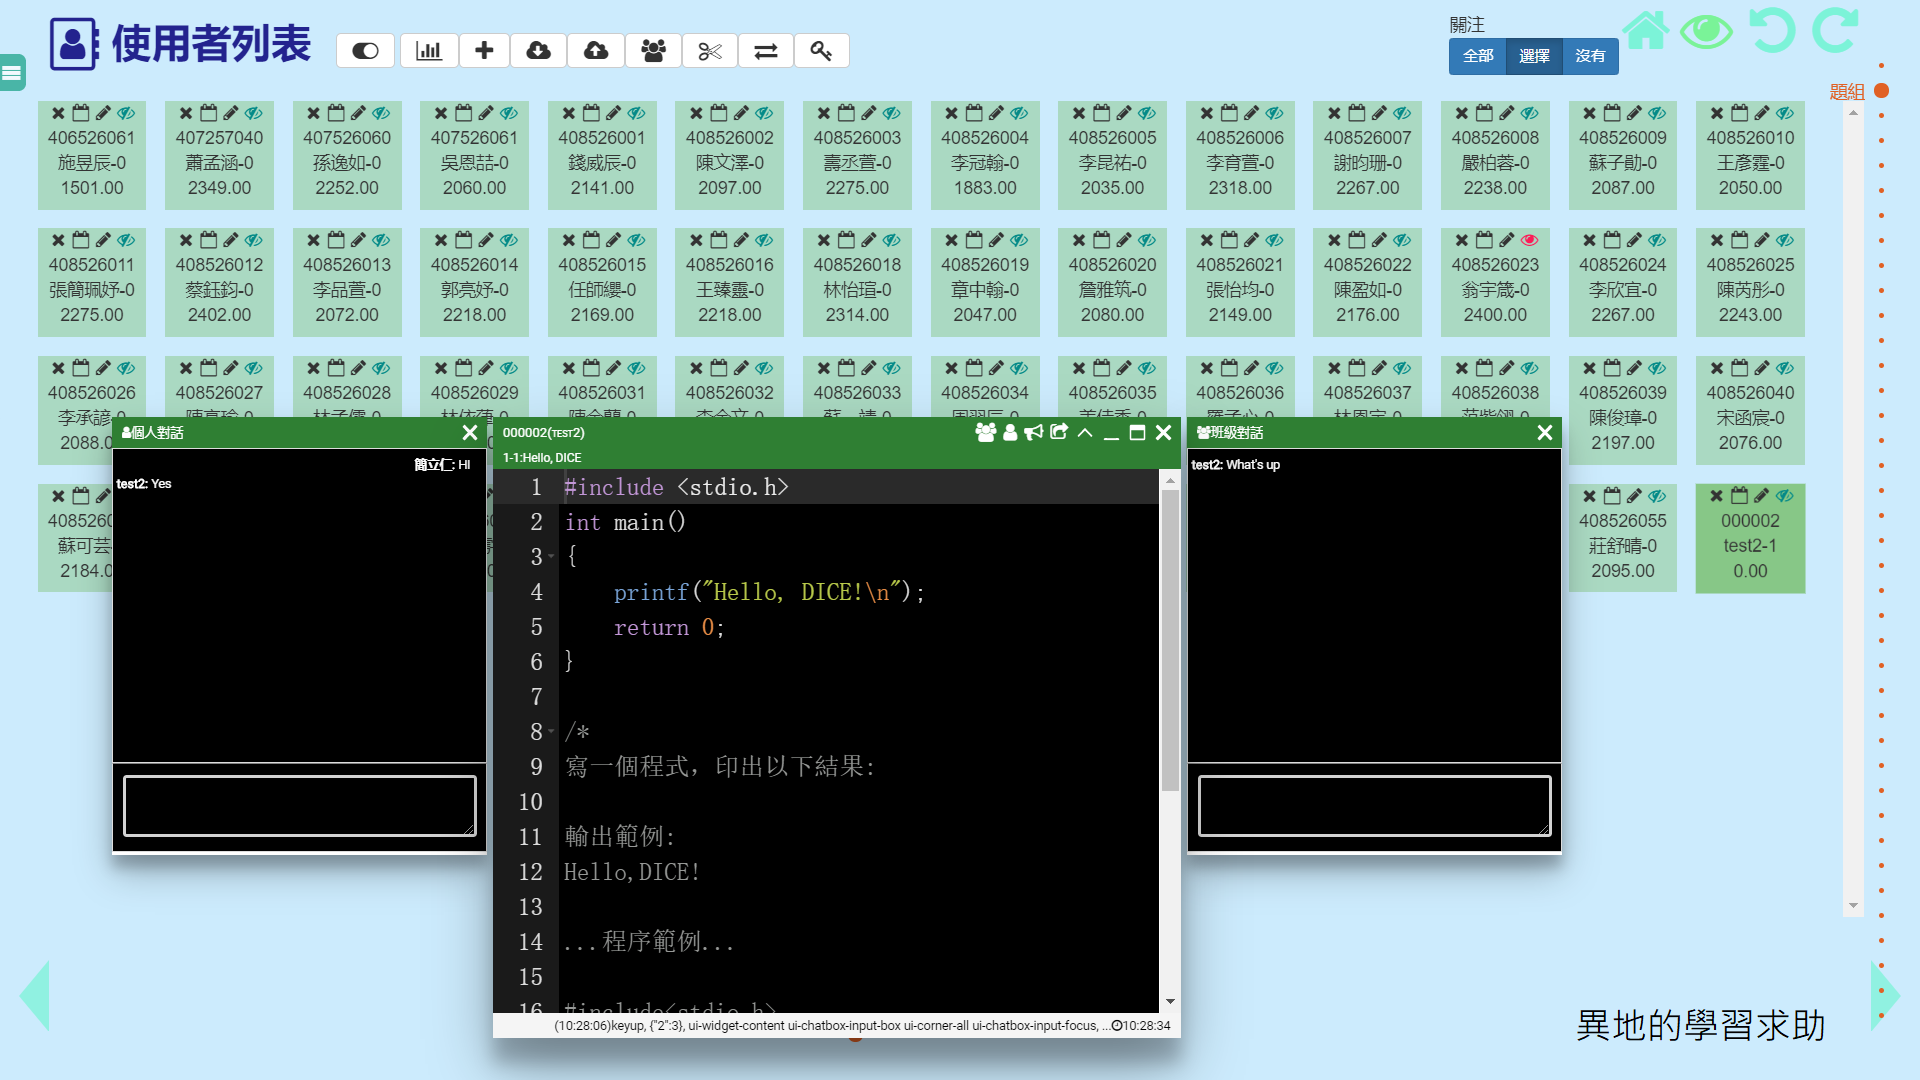 使用者列表
關注
全部 選擇 沒有
題組
406526061 407257040 407526060 407526061 408526001 408526002 408526003 408526004 408526005 408526006 408526007 408526008 408526009 408526010
施昱辰-0 蕭孟涵-0 孫逸如-0 吳恩喆-0 錢威辰-0 陳文澤-0 壽丞萱-0 李冠翰-0 李昆祐-0 李育萱-0 謝昀珊-0 嚴柏蓉-0 蘇子勛-0 王彥霆-0
1501.00 2349.00 2252.00 2060.00 2141.00 2097.00 2275.00 1883.00 2035.00 2318.00 2267.00 2238.00 2087.00 2050.00
408526011 408526012 408526013 408526014 408526015 408526016 408526018 408526019 408526020 408526021 408526022 408526023 408526024 408526025
張簡珮妤-0 蔡鈺鈞-0 李品萱-0 郭亮妤-0 任師纓-0 王臻靈-0 林怡瑄-0 章中翰-0 詹雅筑-0 張怡均-0 陳盈如-0 翁宇箴-0 李欣宜-0 陳芮彤-0
2275.00 2402.00 2072.00 2218.00 2169.00 2218.00 2314.00 2047.00 2080.00 2149.00 2176.00 2400.00 2267.00 2243.00
408526026 408526027 408526028 408526029 408526031 408526032 408526033 408526034 408526035 408526036 408526037 408526038 408526039 408526040
李承諺-0 陳俊璋-0 宋函宸-0
2088.0 2197.00 2076.00
4085260 408526055 000002
蘇可芸 莊舒晴-0 test2-1
2184.0 2095.00 0.00
個人對話
簡立仁: HI
test2: Yes
000002(TEST2)
1-1:Hello, DICE
1 #include <stdio.h>
2 int main()
3 {
4 printf("Hello, DICE!\n");
5 return 0;
6 }
7
8 /*
9 寫一個程式，印出以下結果:
10
11 輸出範例:
12 Hello,DICE!
13
14 ...程序範例...
15
16 #include<stdio.h>
(10:28:06)keyup, {"2":3}, ui-widget-content ui-chatbox-input-box ui-corner-all ui-chatbox-input-focus, ...10:28:34
班級對話
test2: What's up
異地的學習求助